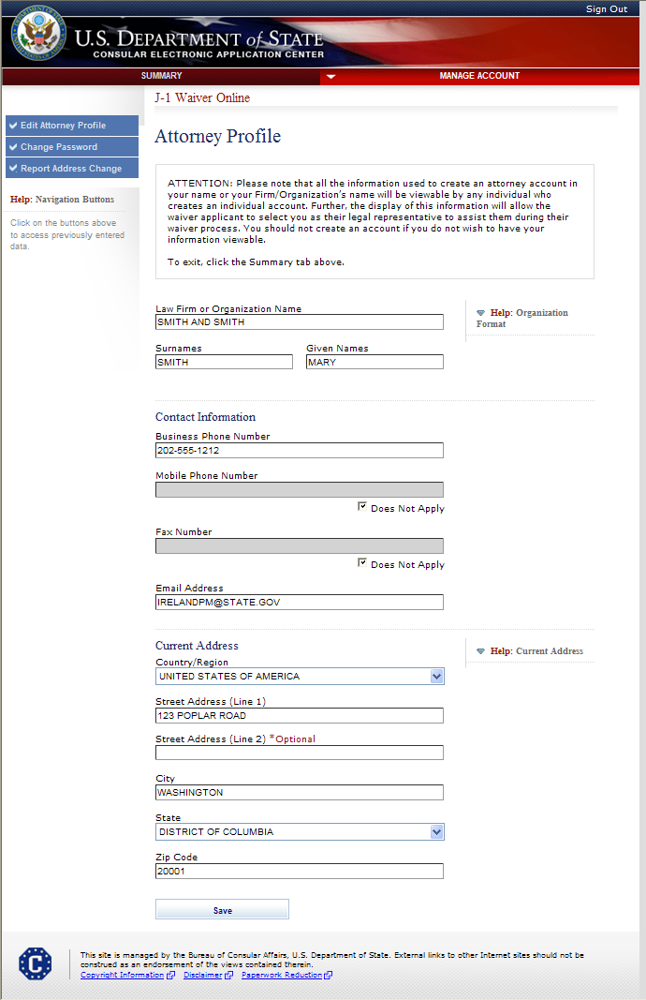 Sign Out
U.S. DEPARTMENT of STATE
CONSULAR ELECTRONIC APPLICATION CENTER
SUMMARY
MANAGE ACCOUNT
J-1 Waiver Online
Edit Attorney Profile
Change Password
Report Address Change
Help: Navigation Buttons
Click on the buttons above
to access previously entered
data.
Attorney Profile
ATTENTION: Please note that all the information used to create an attorney account in
your name or your Firm/Organization's name will be viewable by any individual who
creates an individual account. Further, the display of this information will allow the
waiver applicant to select you as their legal representative to assist them during their
waiver process. You should not create an account if you do not wish to have your
information viewable.
To exit, click the Summary tab above.
Law Firm or Organization Name
SMITH AND SMITH
Help: Organization
Format
Surnames
Given Names
SMITH
MARY
Contact Information
Business Phone Number
202-555-1212
Mobile Phone Number
Does Not Apply
Fax Number
Does Not Apply
Email Address
IRELANDPM@STATE.GOV
Current Address
Help: Current Address
Country/Region
UNITED STATES OF AMERICA
Street Address (Line 1)
123 POPLAR ROAD
Street Address (Line 2) *Optional
City
WASHINGTON
State
DISTRICT OF COLUMBIA
Zip Code
20001
Save
C
This site is managed by the Bureau of Consular Affairs, U.S. Department of State. External links to other Internet sites should not be
construed as an endorsement of the views contained therein.
Copyright Information Disclaimer Paperwork Reduction